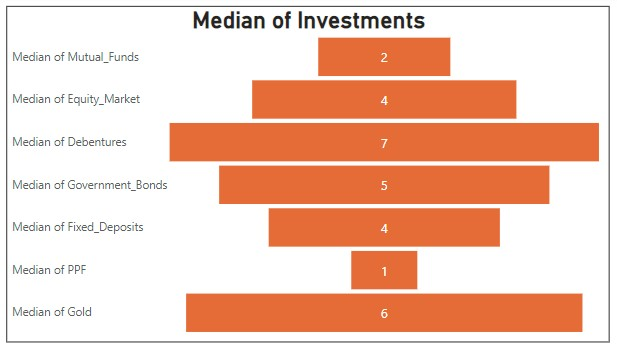 Median of Investments
Median of Mutual_Funds 2
Median of Equity_Market 4
Median of Debentures 7
Median of Government_Bonds 5
Median of Fixed_Deposits 4
Median of PPF 1
Median of Gold 6